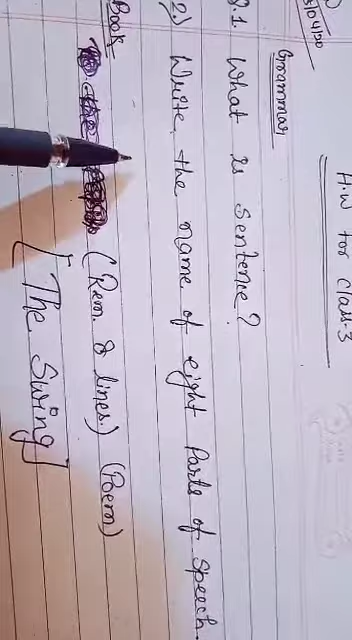 H.W for Class-3
Grammar
Q.1. What is Sentence?
2.) Write the name of eight Parts of Speech.
Book
(Rem. 8 lines.) (Poem)
[The Swing]